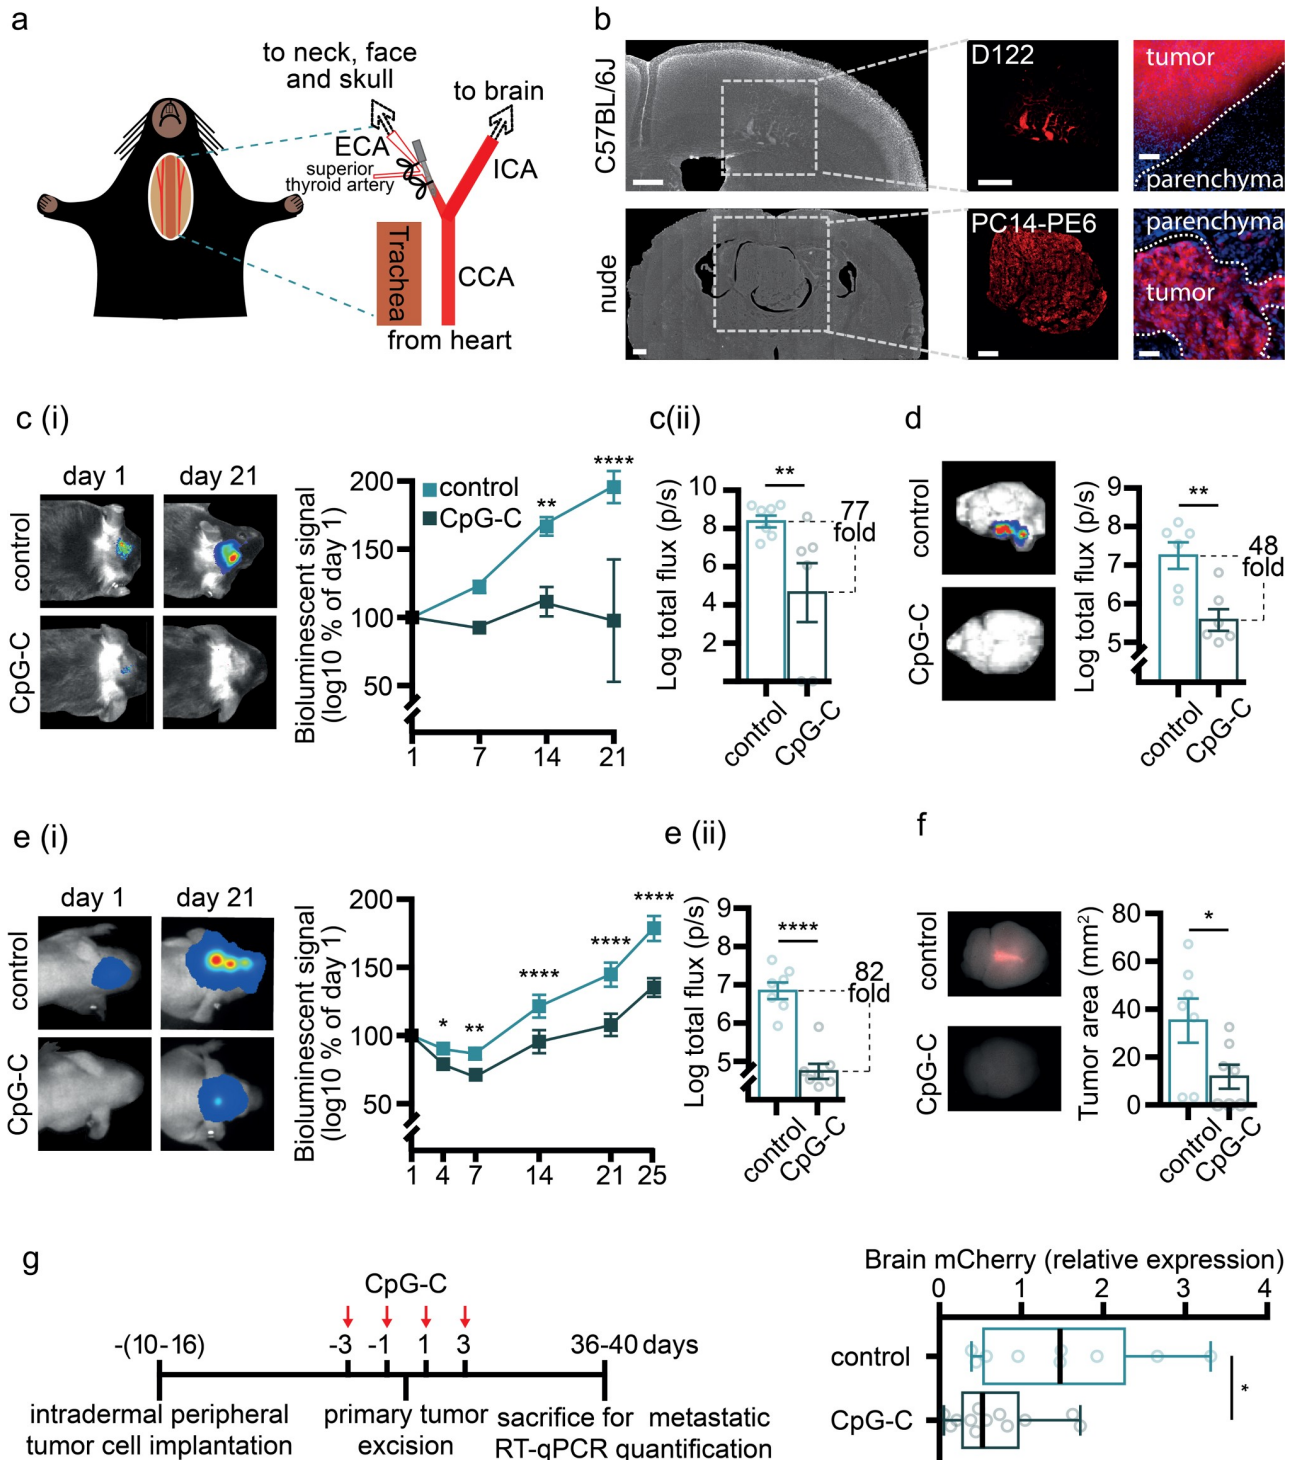 a
to neck, face
and skull
to brain
ECA
superior
thyroid artery
ICA
Trachea
CCA
from heart
b
C57BL/6J
D122
tumor
parenchyma
nude
PC14-PE6
parenchyma
tumor
c (i)
day 1
day 21
control
CpG-C
Bioluminescent signal
(log10 % of day 1)
200
150
100
50
control
CpG-C
**
****
1
7
14
21
c(ii)
Log total flux (p/s)
10
8
6
4
2
**
77
fold
control
CpG-C
d
control
CpG-C
Log total flux (p/s)
9
8
7
6
5
**
48
fold
control
CpG-C
e (i)
day 1
day 21
control
CpG-C
Bioluminescent signal
(log10 % of day 1)
200
150
100
50
*
**
****
****
****
1
4
7
14
21
25
e (ii)
Log total flux (p/s)
9
8
7
6
5
****
82
fold
control
CpG-C
f
control
CpG-C
Tumor area (mm²)
80
60
40
20
0
*
control
CpG-C
g
CpG-C
-(10-16)
-3
-1
1
3
36-40 days
intradermal peripheral
tumor cell implantation
primary tumor
excision
sacrifice for metastatic
RT-qPCR quantification
Brain mCherry (relative expression)
0
1
2
3
4
control
CpG-C
*